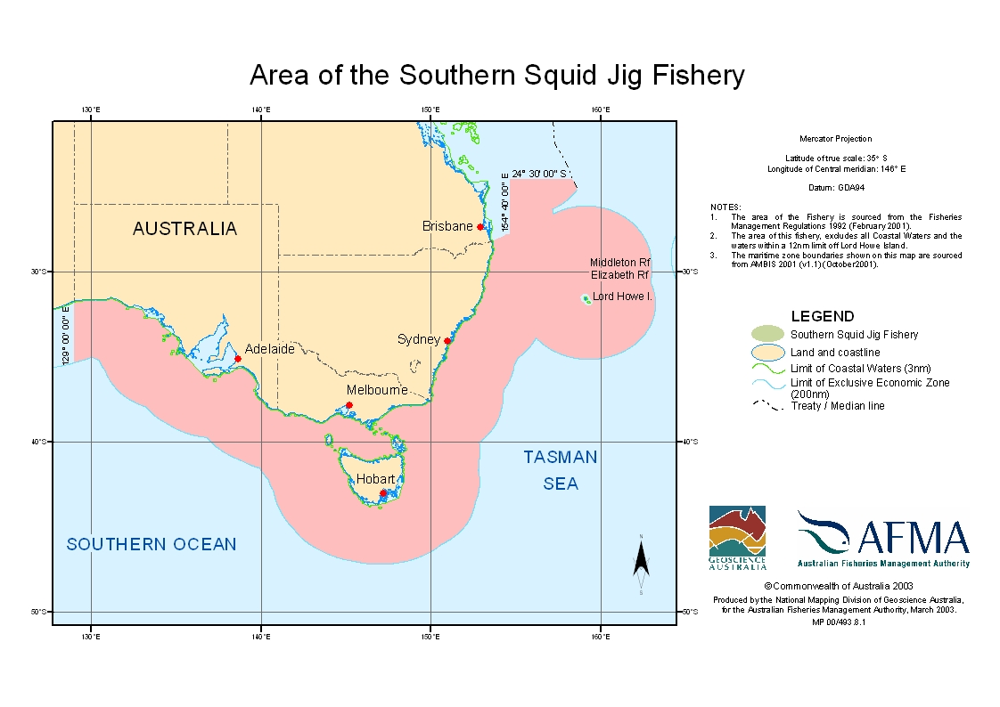 Area of the Southern Squid Jig Fishery
130°E 140°E 150°E 160°E
24° 30' 00" S
154° 40' 00" E
Brisbane
AUSTRALIA
Middleton Rf
Elizabeth Rf
30°S 30°S
Lord Howe I.
129° 00' 00" E
Sydney
Adelaide
Melbourne
40°S 40°S
TASMAN
SEA
Hobart
SOUTHERN OCEAN
N
S
50°S 50°S
130°E 140°E 150°E 160°E
Mercator Projection
Latitude of true scale: 35° S
Longitude of Central meridian: 146° E
Datum: GDA94
NOTES:
1. The area of the Fishery is sourced from the Fisheries
Management Regulations 1992 (February 2001).
2. The area of this fishery, excludes all Coastal Waters and the
waters within a 12nm limit off Lord Howe Island.
3. The maritime zone boundaries shown on this map are sourced
from AMBIS 2001 (v1.1) (October2001).
LEGEND
Southern Squid Jig Fishery
Land and coastline
Limit of Coastal Waters (3nm)
Limit of Exclusive Economic Zone
(200nm)
Treaty / Median line
GEOSCIENCE
AUSTRALIA
AFMA
Australian Fisheries Management Authority
© Commonwealth of Australia 2003
Produced by the National Mapping Division of Geoscience Australia,
for the Australian Fisheries Management Authority, March 2003.
MP 00/493.8.1